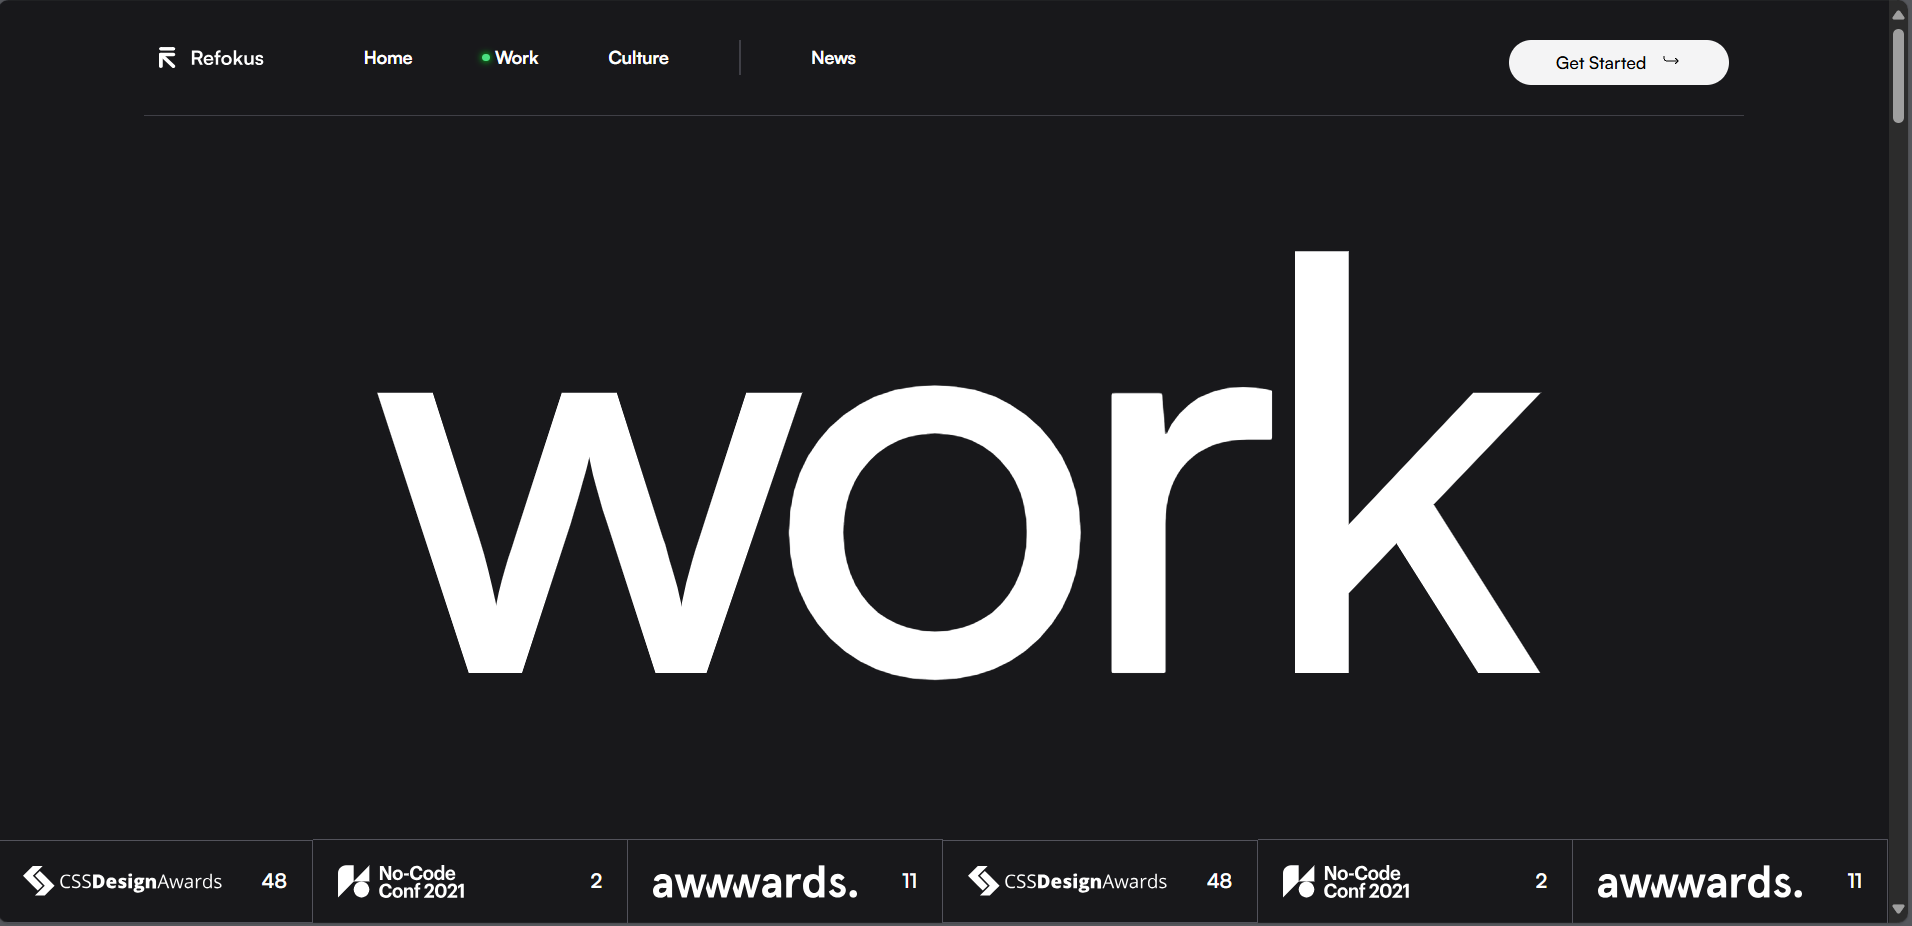 Refokus
Home
Work
Culture
News
Get Started
work
CSSDesignAwards 48
No-Code
Conf 2021
2
awwwards. 11
CSSDesignAwards 48
No-Code
Conf 2021
2
awwwards. 11